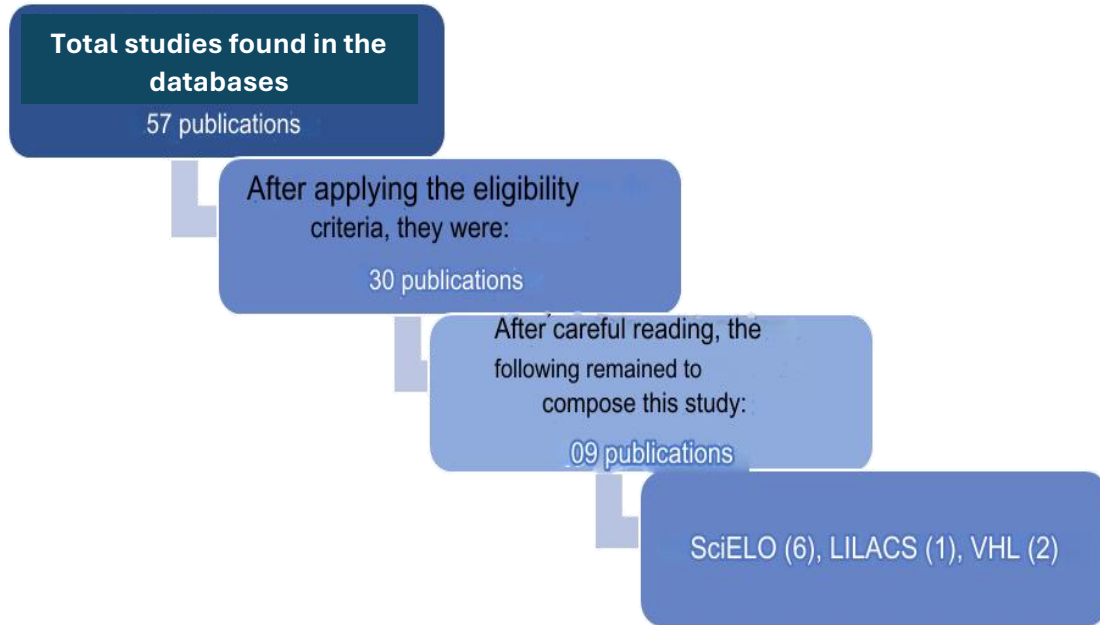 Total studies found in the
databases
57 publications
After applying the eligibility
criteria, they were:
30 publications
After careful reading, the
following remained to
compose this study:
09 publications
SciELO (6), LILACS (1), VHL (2)